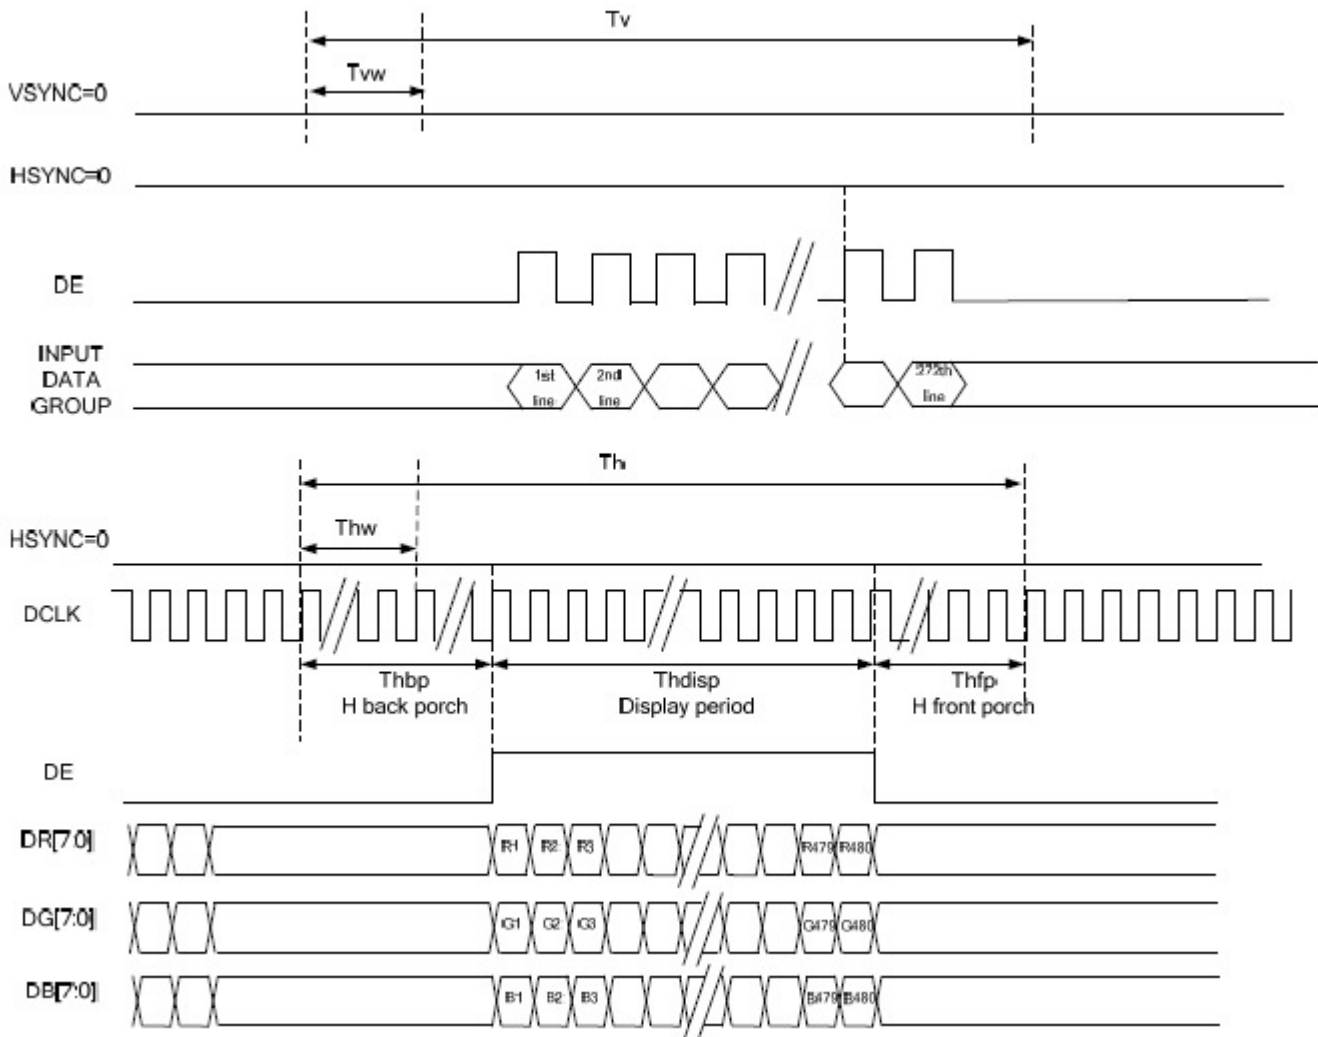 Tv
Tvw
VSYNC=0
HSYNC=0
DE
INPUT
DATA
GROUP
1st
line
2nd
line
272th
line
Th
Thw
HSYNC=0
DCLK
Thbp
H back porch
Thdisp
Display period
Thfp
H front porch
DE
DR[7:0]
R1 R2 R3 R479 R480
DG[7:0]
G1 G2 G3 G479 G480
DB[7:0]
B1 B2 B3 B479 B480